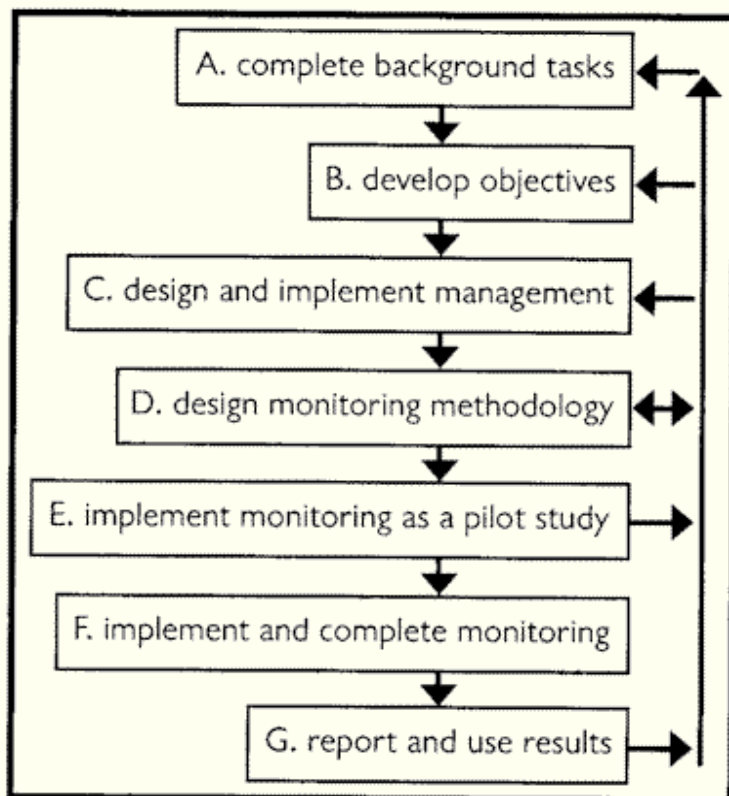 A. complete background tasks
B. develop objectives
C. design and implement management
D. design monitoring methodology
E. implement monitoring as a pilot study
F. implement and complete monitoring
G. report and use results